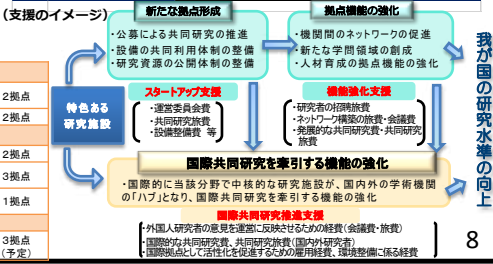 (支援のイメージ)
新たな拠点形成
・公募による共同研究の推進
・設備の共同利用体制の整備
・研究資源の公開体制の整備
拠点機能の強化
・機関間のネットワークの促進
・新たな学問領域の創成
・人材育成の拠点機能の強化
我が国の研究水準の向上
2拠点
2拠点
2拠点
3拠点
1拠点
3拠点
(予定)
特色ある
研究施設
スタートアップ支援
・運営委員会費
・共同研究旅費
・設備整備費 等
機能強化支援
・研究者の招聘旅費
・ネットワーク構築の旅費・会議費
・発展的な共同研究費・共同研究
旅費
国際共同研究を牽引する機能の強化
・国際的に当該分野で中核的な研究施設が、国内外の学術機関
の「ハブ」となり、国際共同研究を牽引する機能を強化
国際共同研究推進支援
・外国人研究者の意見を運営に反映させるための経費(会議費・旅費)
・国際的な共同研究費、共同研究旅費(国内外研究者)
・国際拠点として活性化を促進するための雇用経費、環境整備に係る経費
8